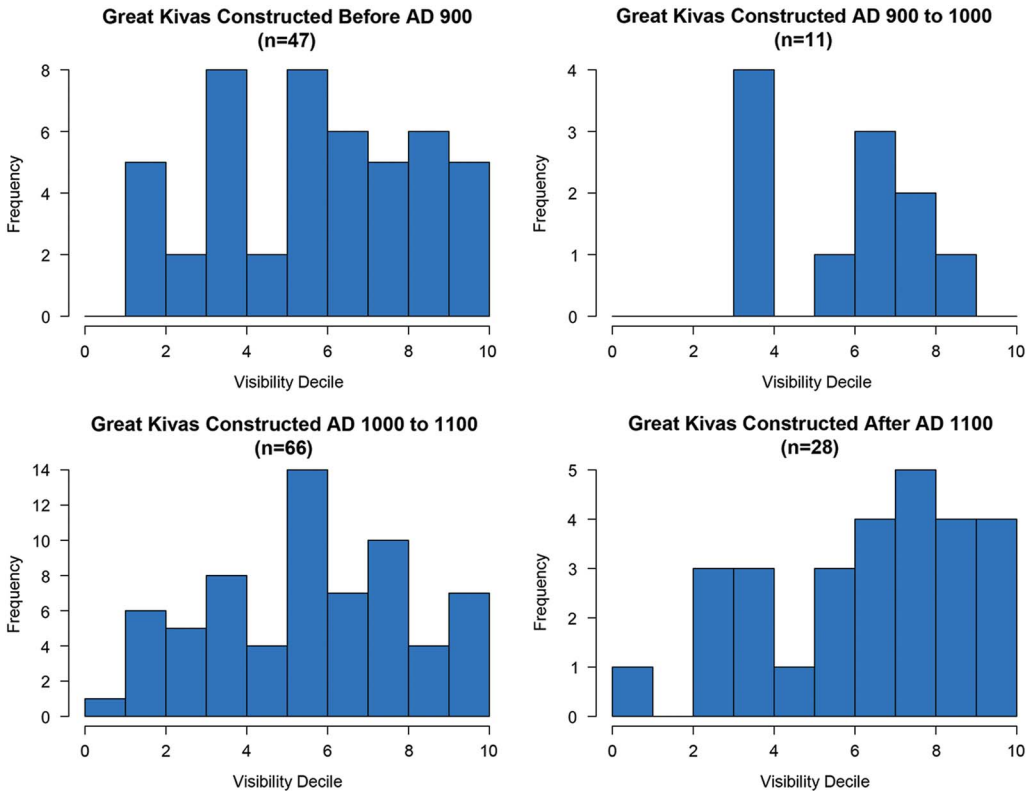 Great Kivas Constructed Before AD 900
(n=47)
8
6
4
2
0
Frequency
0 2 4 6 8 10
Visibility Decile
Great Kivas Constructed AD 900 to 1000
(n=11)
4
3
2
1
0
Frequency
0 2 4 6 8 10
Visibility Decile
Great Kivas Constructed AD 1000 to 1100
(n=66)
14
12
10
8
6
4
2
0
Frequency
0 2 4 6 8 10
Visibility Decile
Great Kivas Constructed After AD 1100
(n=28)
5
4
3
2
1
0
Frequency
0 2 4 6 8 10
Visibility Decile